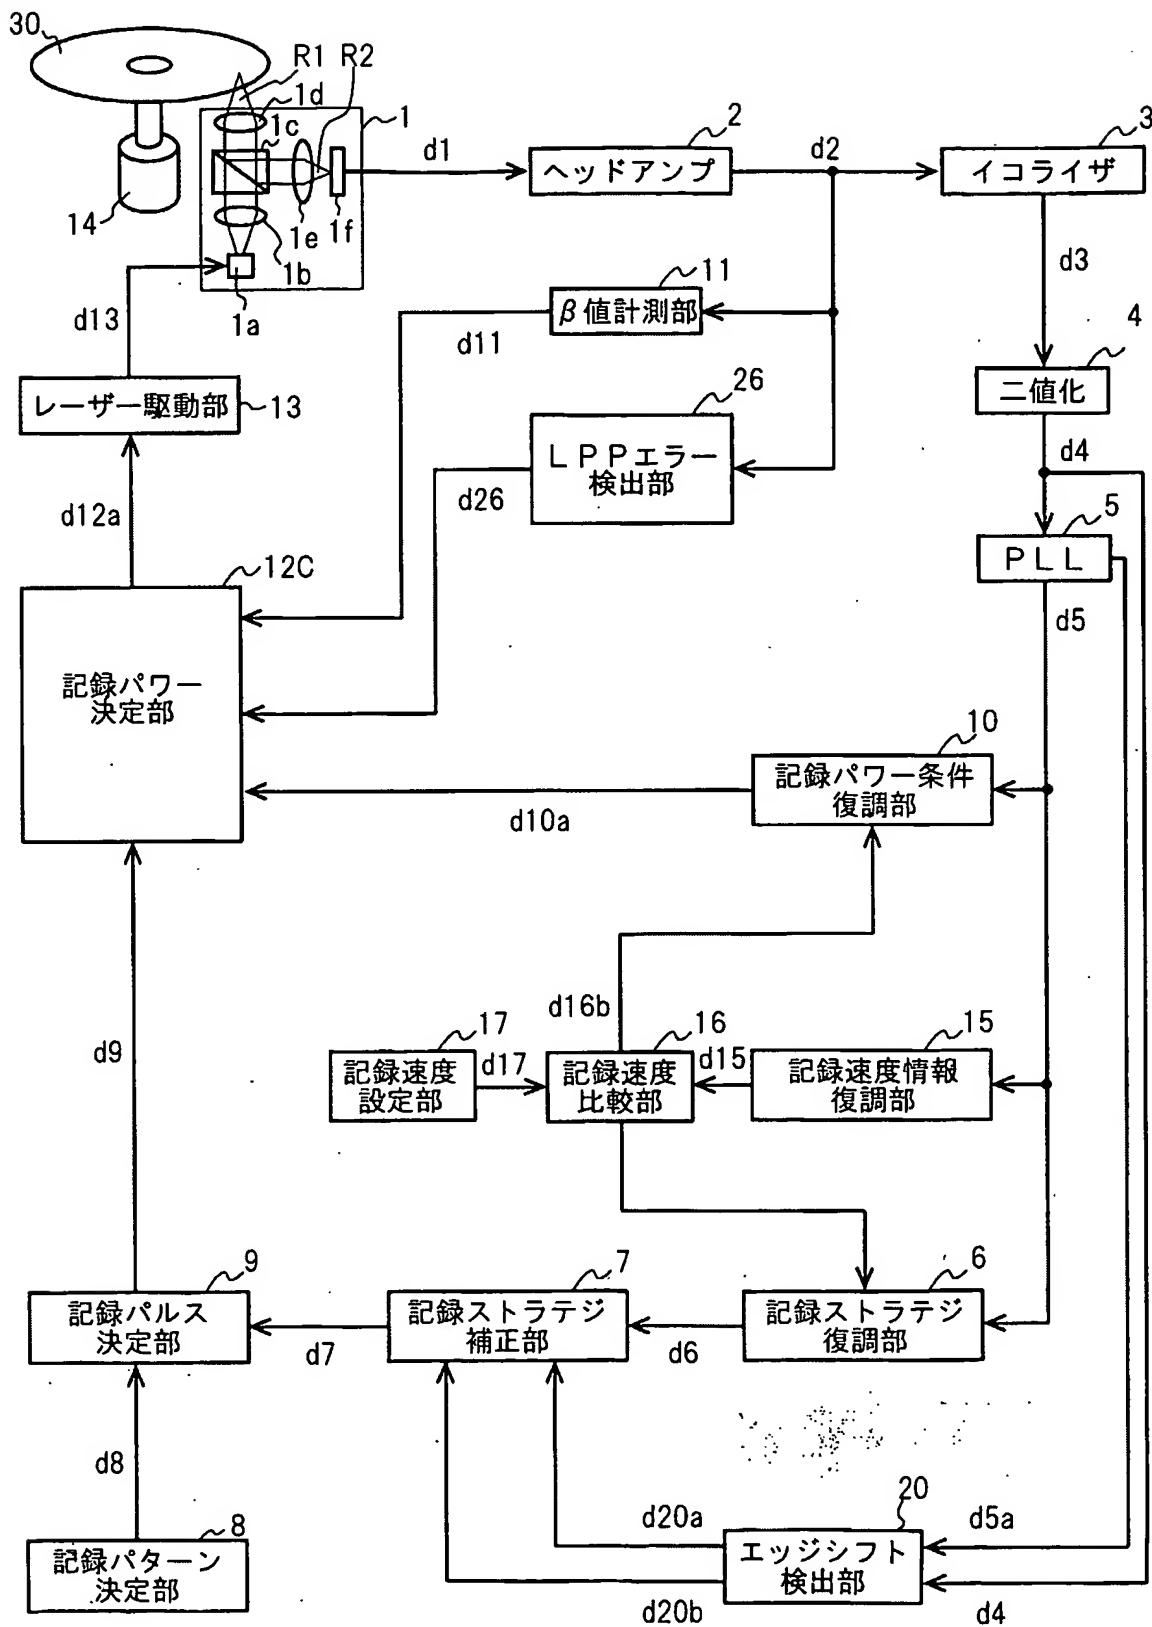 30
R1
R2
1d
1
1c
d1
2
ヘッドアンプ
d2
3
イコライザ
14
1e
1f
1b
1a
d3
d13
11
β値計測部
d11
4
二値化
レーザー駆動部
13
26
LPPエラー
検出部
d26
d4
d12a
5
PLL
d5
12C
記録パワー
決定部
10
記録パワー条件
復調部
d10a
d16b
d9
17
記録速度
設定部
d17
16
記録速度
比較部
d15
15
記録速度情報
復調部
9
記録パルス
決定部
d7
7
記録ストラテジ
補正部
d6
6
記録ストラテジ
復調部
d8
8
記録パターン
決定部
d20a
d20b
20
エッジシフト
検出部
d5a
d4